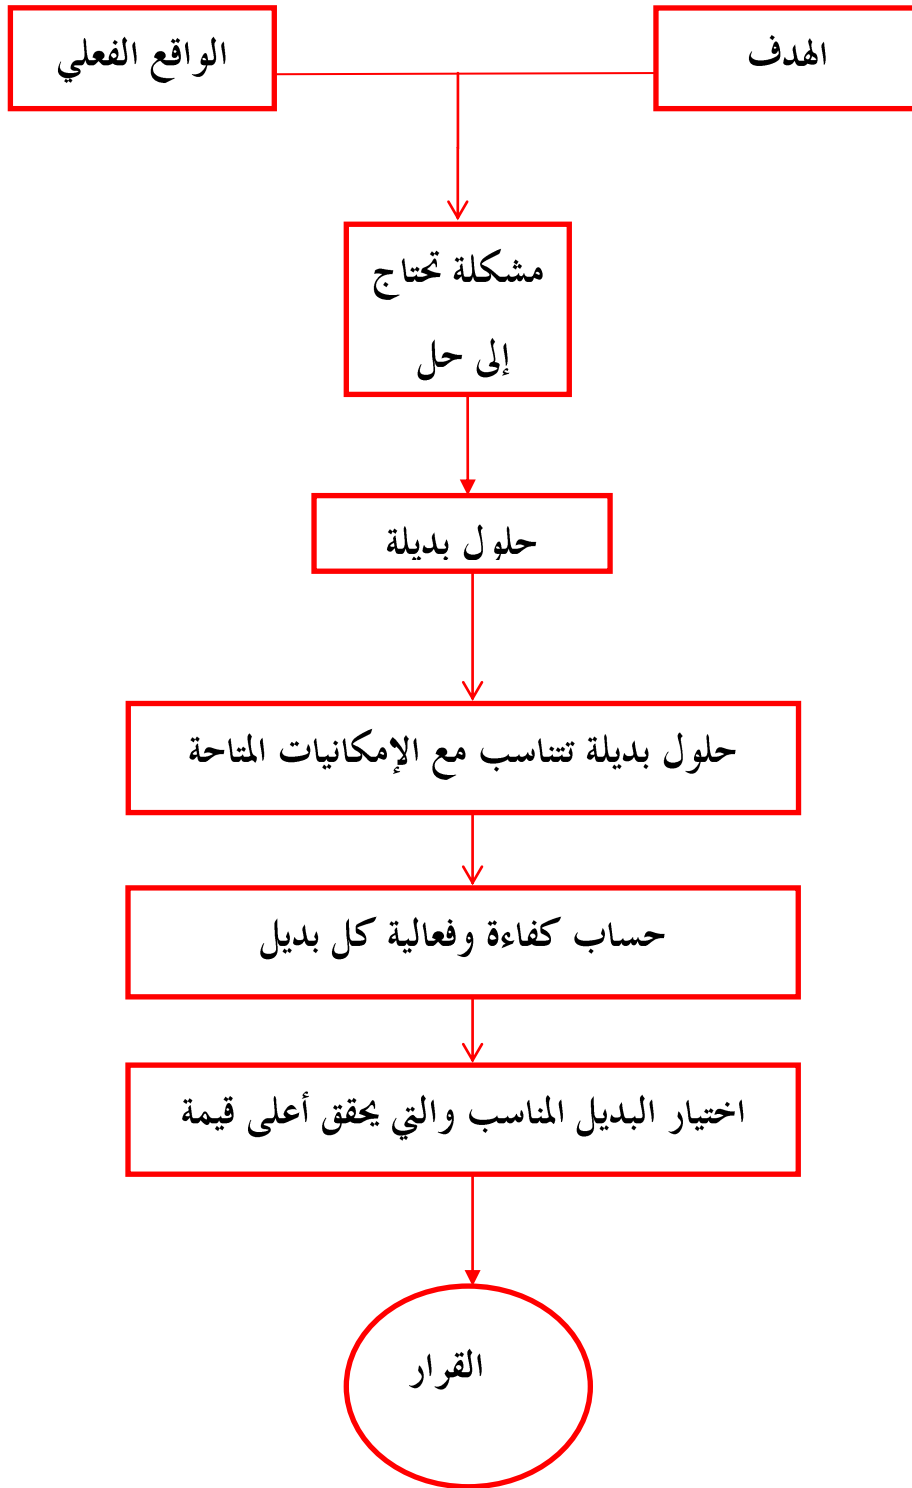 الهدف
الواقع الفعلي
مشكلة تحتاج
إلى حل
حلول بديلة
حلول بديلة تتناسب مع الإمكانيات المتاحة
حساب كفاءة وفعالية كل بديل
اختيار البديل المناسب والتي يحقق أعلى قيمة
القرار